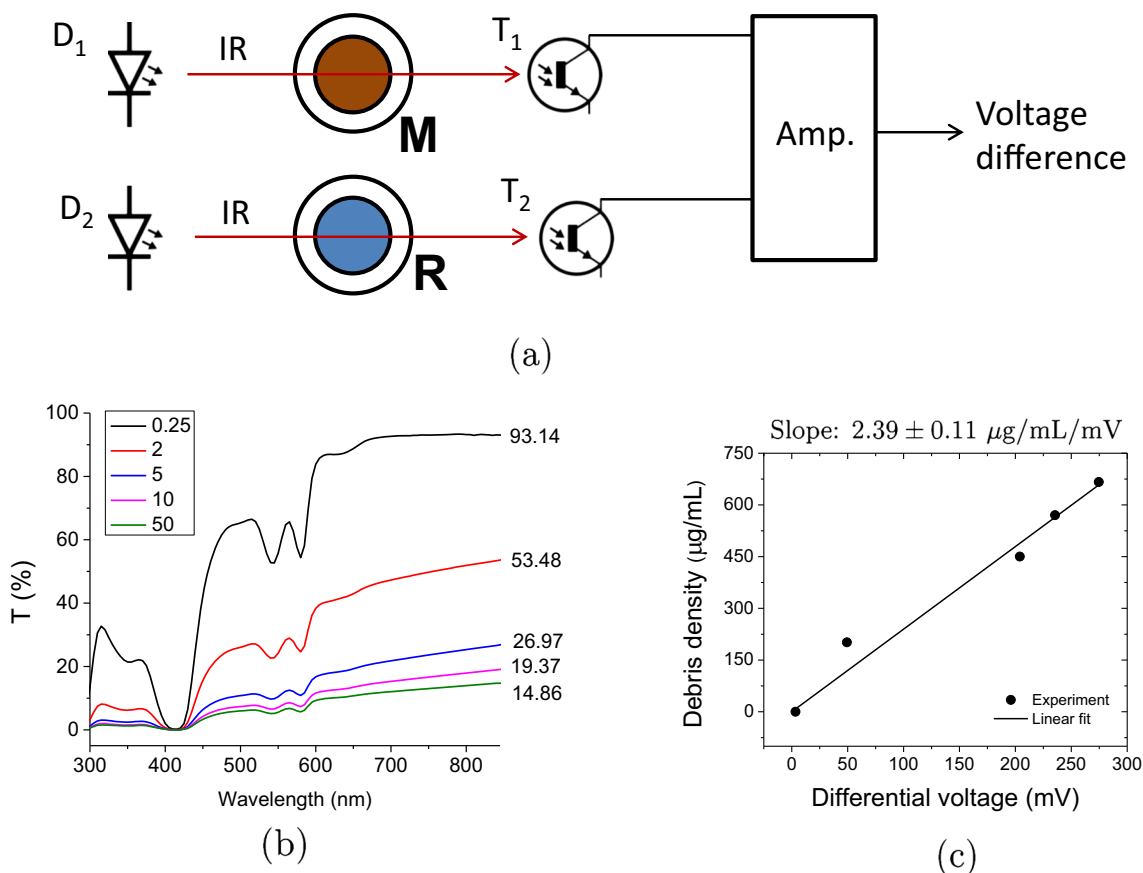 D1
IR
T1
M
Amp.
Voltage
difference
D2
IR
T2
R
(a)
100
80
60
40
20
0
T (%)
0.25
2
5
10
50
93.14
53.48
26.97
19.37
14.86
300 400 500 600 700 800
Wavelength (nm)
(b)
Slope: 2.39 ± 0.11 μg/mL/mV
750
600
450
300
150
0
Debris density (μg/mL)
Experiment
Linear fit
0 50 100 150 200 250 300
Differential voltage (mV)
(c)